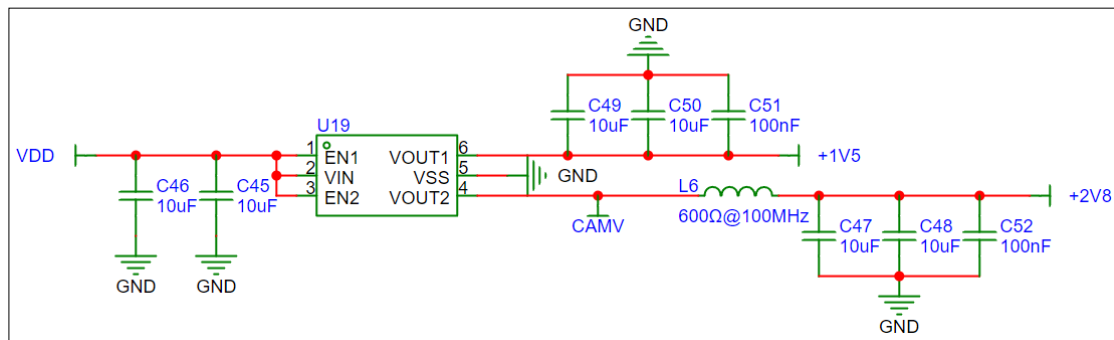 GND
C49
10uF
C50
10uF
C51
100nF
U19
VDD
1
EN1
VOUT1
6
+1V5
2
VIN
VSS
5
GND
3
EN2
VOUT2
4
C46
10uF
C45
10uF
CAMV
L6
600Ω@100MHz
+2V8
C47
10uF
C48
10uF
C52
100nF
GND
GND
GND